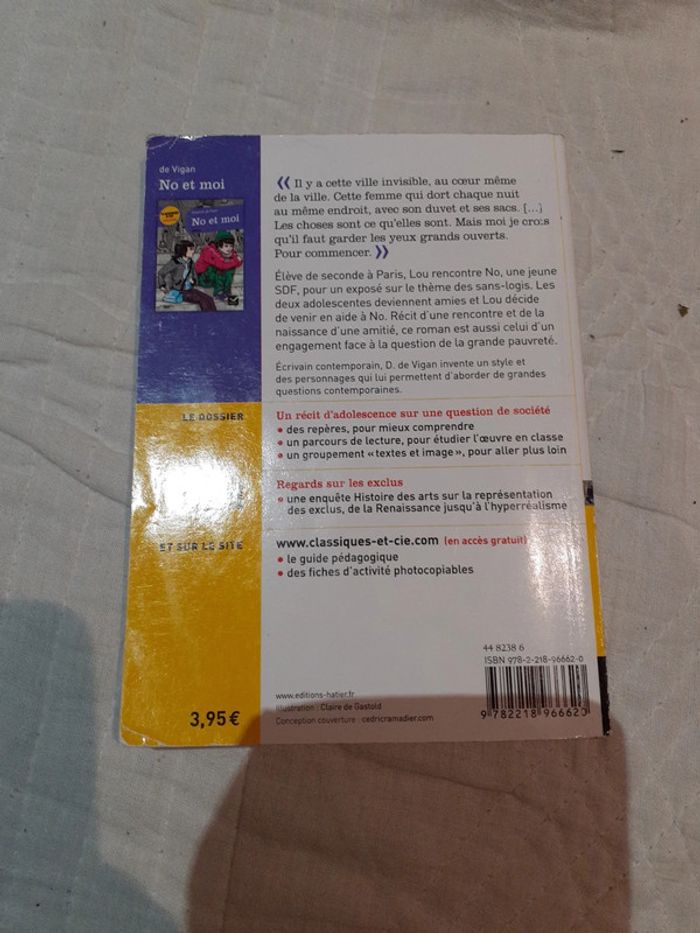 de Vigan
No et moi
No et moi
« Il y a cette ville invisible, au cœur même
de la ville. Cette femme qui dort chaque nuit
au même endroit, avec son duvet et ses sacs. [...]
Les choses sont ce qu'elles sont. Mais moi je crois
qu'il faut garder les yeux grands ouverts.
Pour commencer. »
Élève de seconde à Paris, Lou rencontre No, une jeune
SDF, pour un exposé sur le thème des sans-logis. Les
deux adolescentes deviennent amies et Lou décide
de venir en aide à No. Récit d'une rencontre et de la
naissance d'une amitié, ce roman est aussi celui d'un
engagement face à la question de la grande pauvreté.
Écrivain contemporain, D. de Vigan invente un style et
des personnages qui lui permettent d'aborder de grandes
questions contemporaines.
LE DOSSIER
Un récit d'adolescence sur une question de société
• des repères, pour mieux comprendre
• un parcours de lecture, pour étudier l'œuvre en classe
• un groupement « textes et image », pour aller plus loin
Regards sur les exclus
• une enquête Histoire des arts sur la représentation
des exclus, de la Renaissance jusqu'à l'hyperréalisme
ET SUR LE SITE
www.classiques-et-cie.com (en accès gratuit)
• le guide pédagogique
• des fiches d'activité photocopiables
44 8238 6
ISBN 978-2-218-96662-0
www.editions-hatier.fr
Illustration : Claire de Gastold
Conception couverture : cedricramadier.com
3,95 €
9 782218 966620